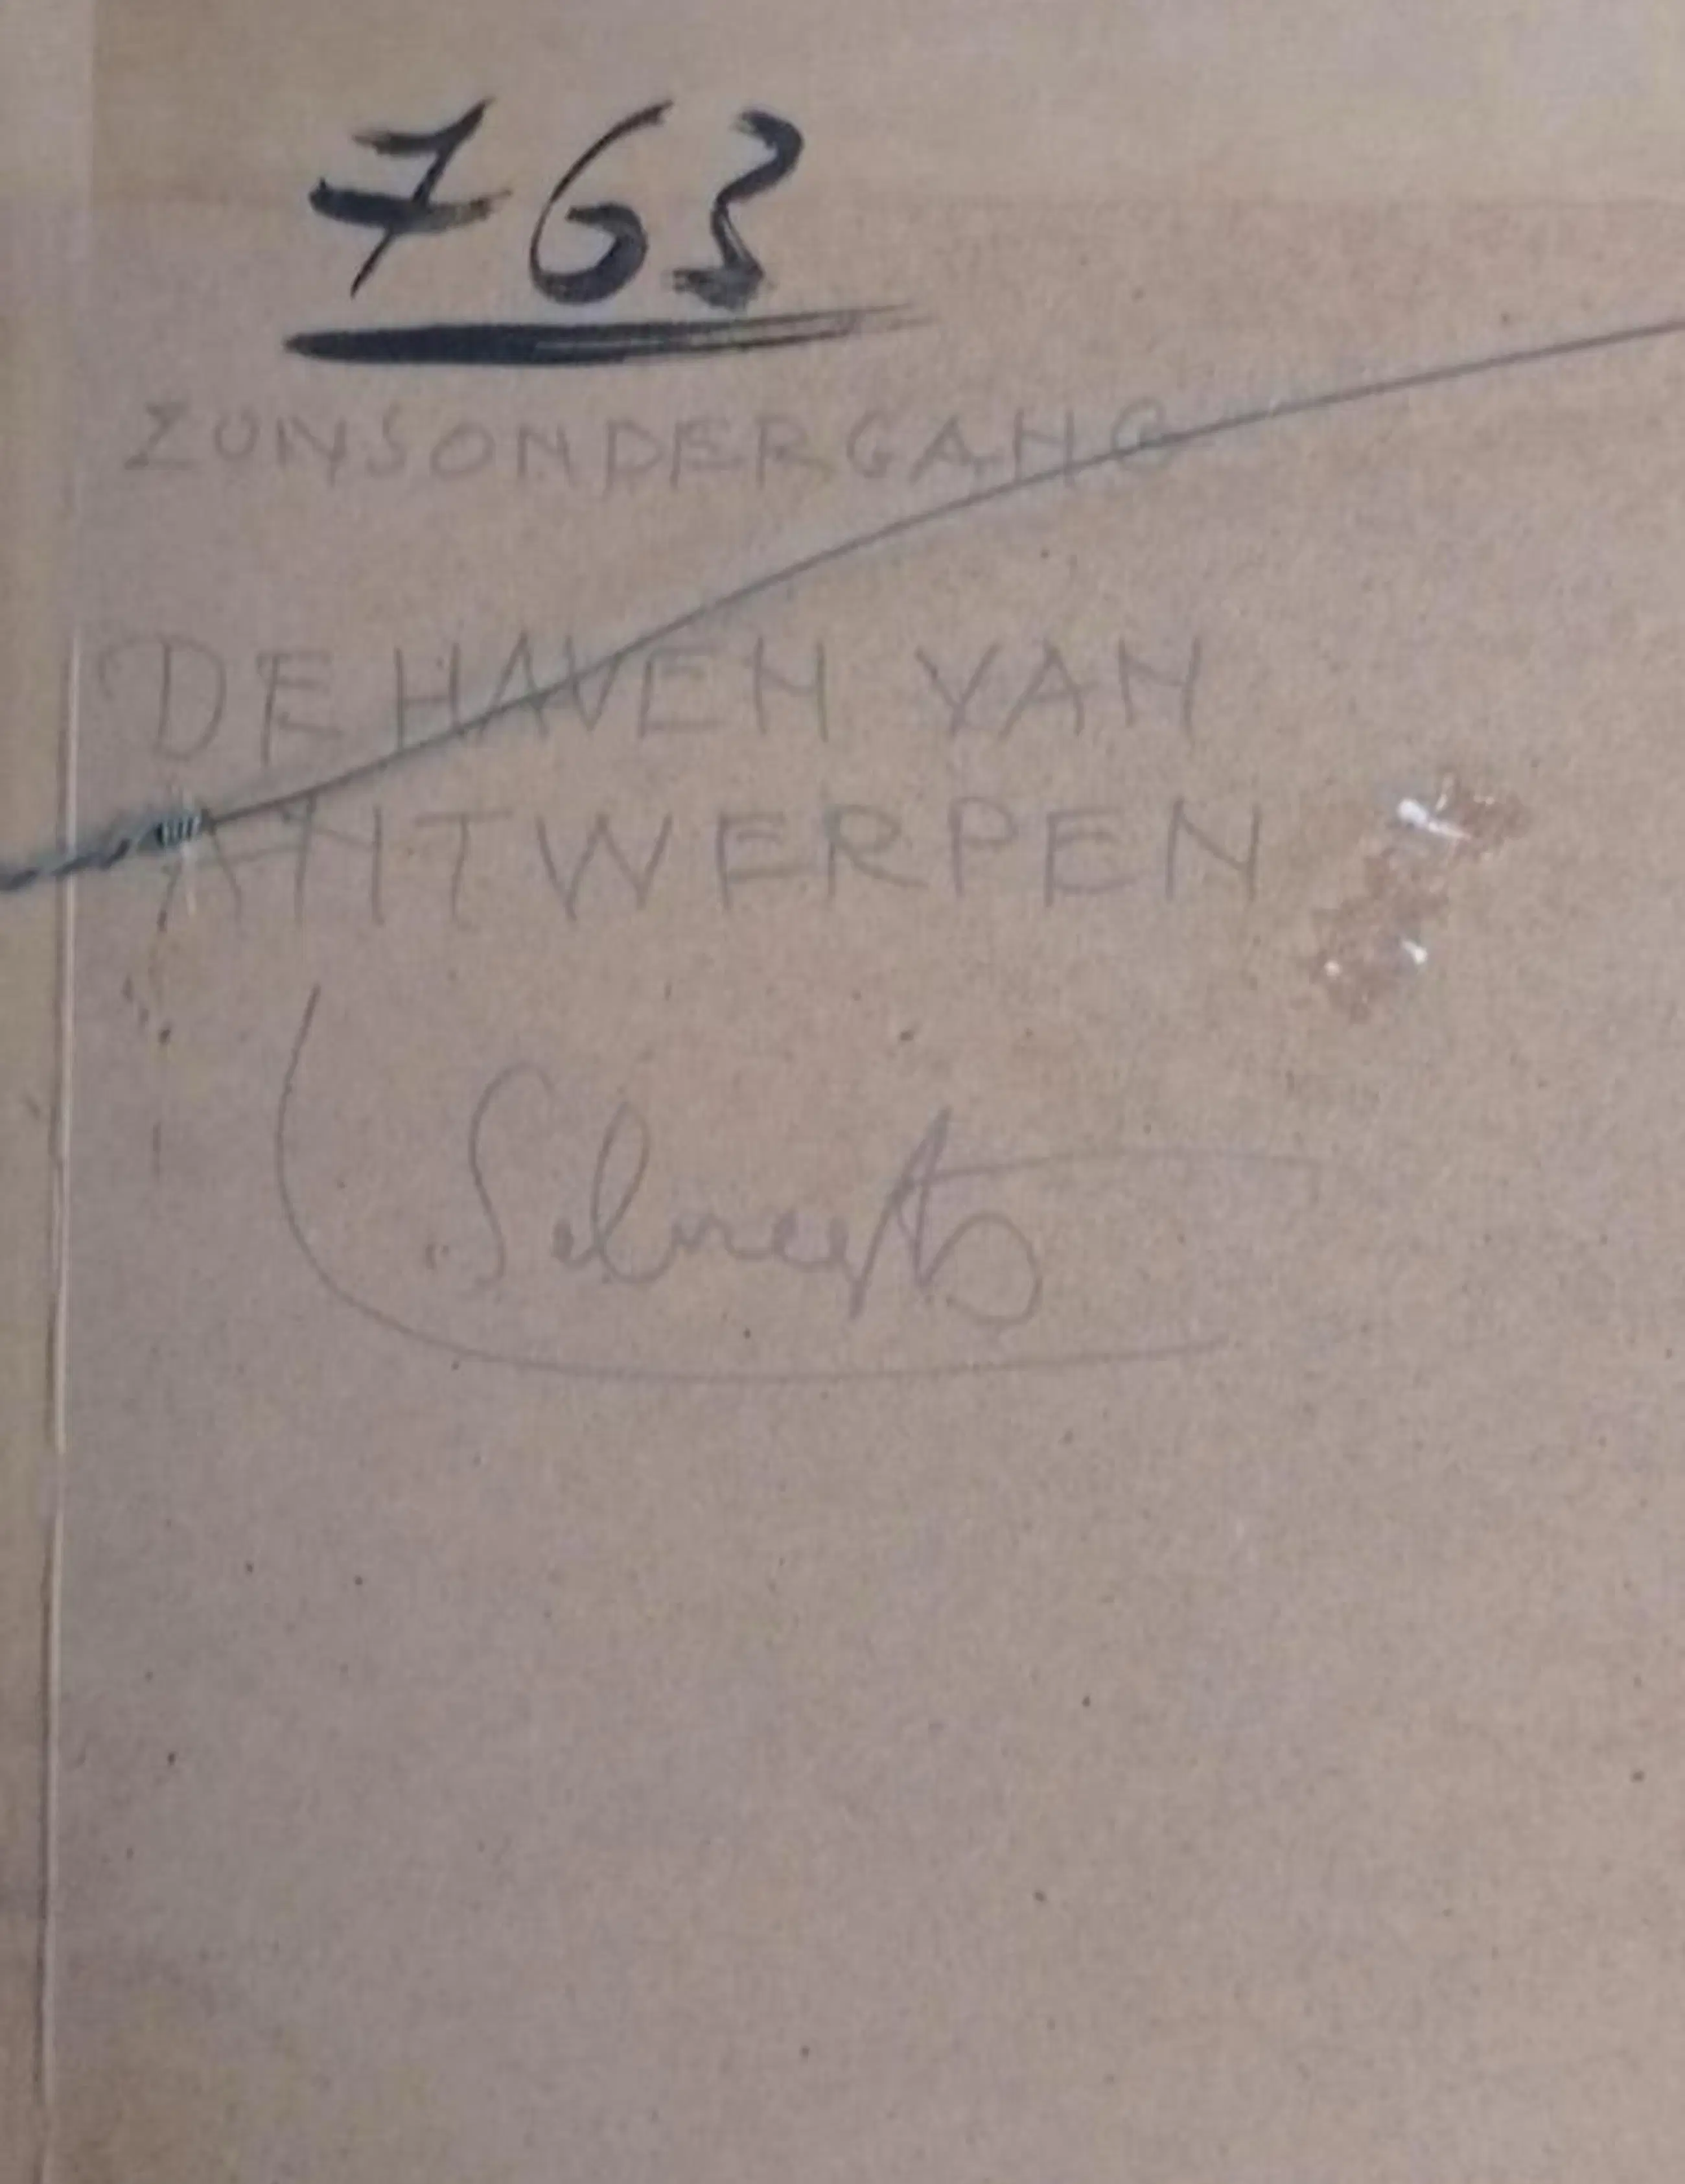 763
ZONSONDERGANG
DE HAVEN VAN
ANTWERPEN